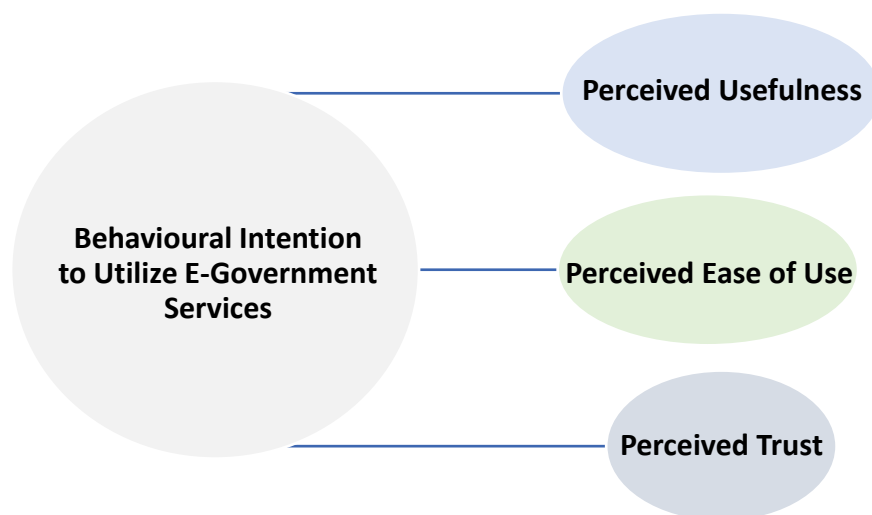 Behavioural Intention
to Utilize E-Government
Services
Perceived Usefulness
Perceived Ease of Use
Perceived Trust